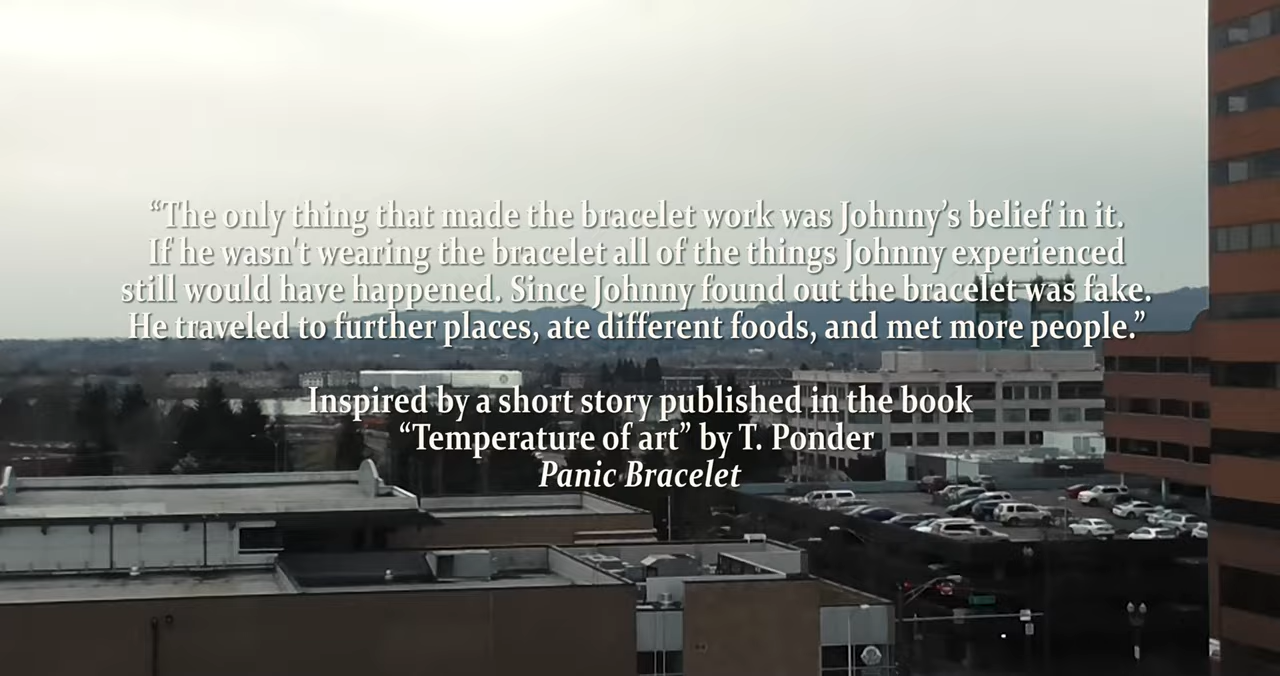 “The only thing that made the bracelet work was Johnny’s belief in it.
If he wasn't wearing the bracelet all of the things Johnny experienced
still would have happened. Since Johnny found out the bracelet was fake.
He traveled to further places, ate different foods, and met more people.”
Inspired by a short story published in the book
“Temperature of art” by T. Ponder
Panic Bracelet